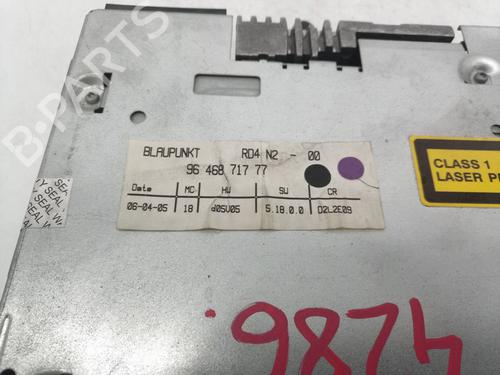 BLAUPUNKT RD4 N2 - 00
96 468 717 77
Date MC HW SW CR
06-04-05 18 d0SV05 5.18.0.0 D2L2E09
CLASS 1
LASER
SEAL
B-PARTS
9874